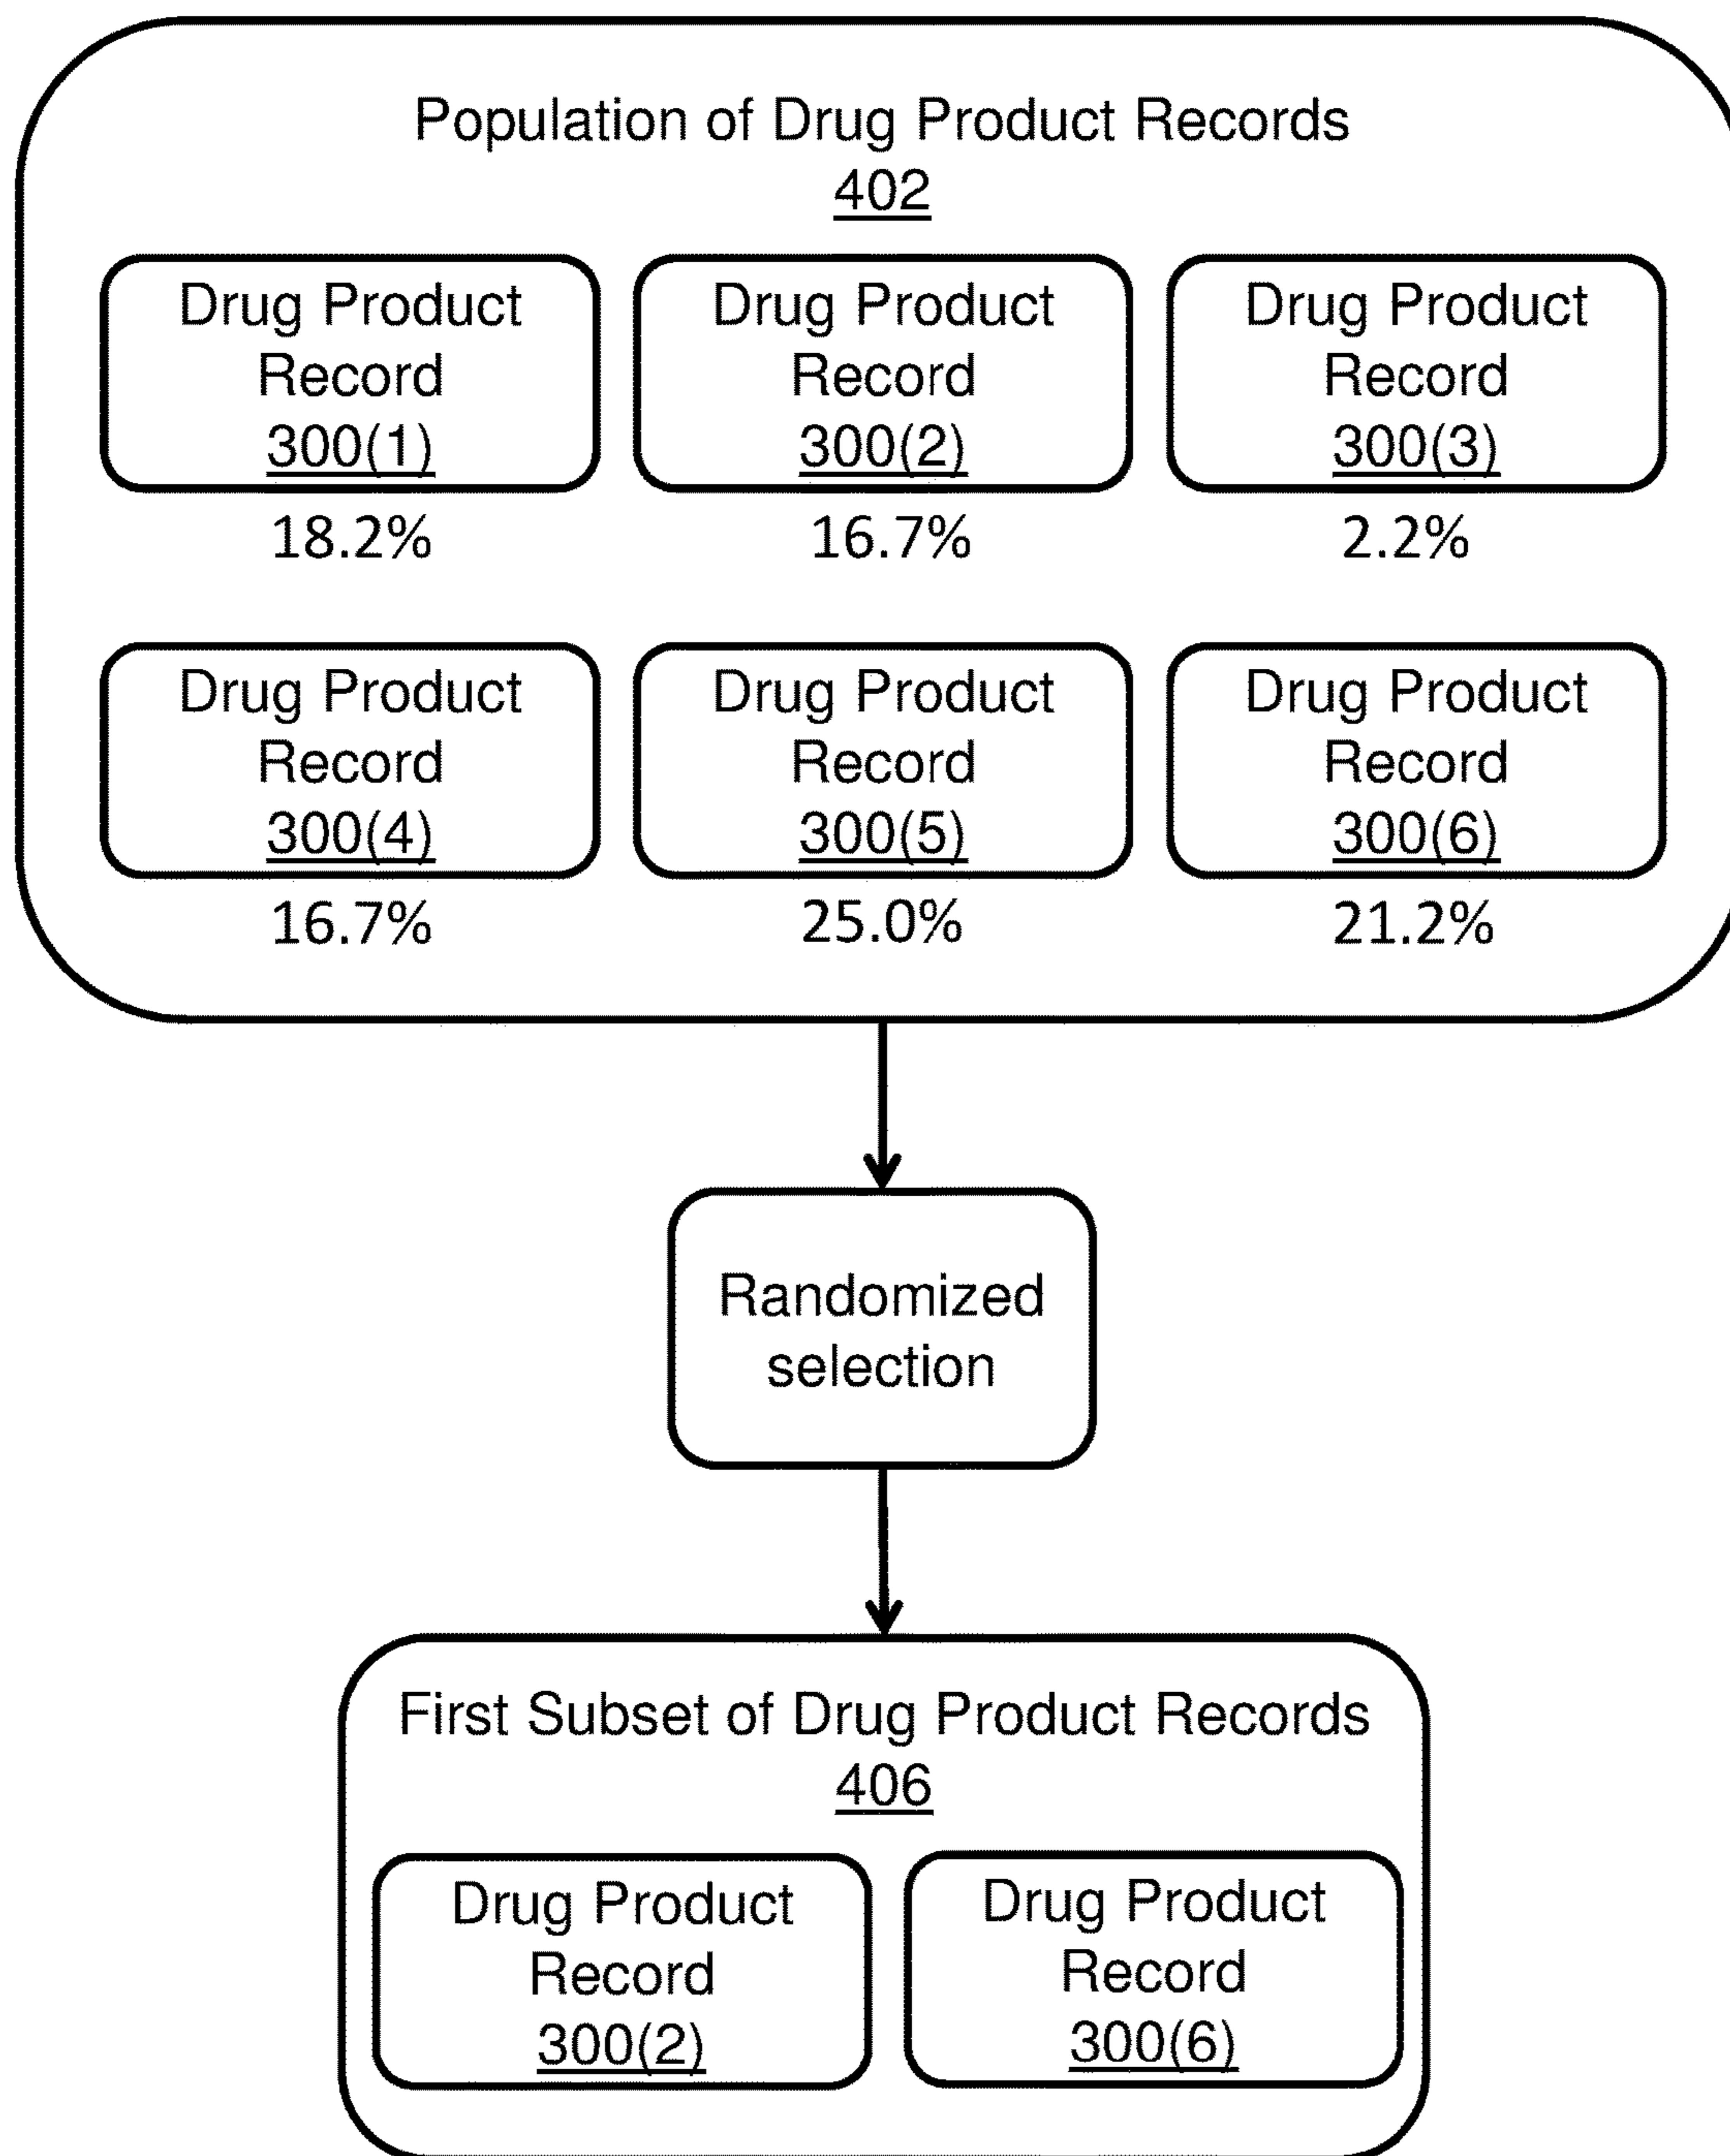 Population of Drug Product Records
402
Drug Product
Record
300(1)
18.2%
Drug Product
Record
300(2)
16.7%
Drug Product
Record
300(3)
2.2%
Drug Product
Record
300(4)
16.7%
Drug Product
Record
300(5)
25.0%
Drug Product
Record
300(6)
21.2%
Randomized
selection
First Subset of Drug Product Records
406
Drug Product
Record
300(2)
Drug Product
Record
300(6)